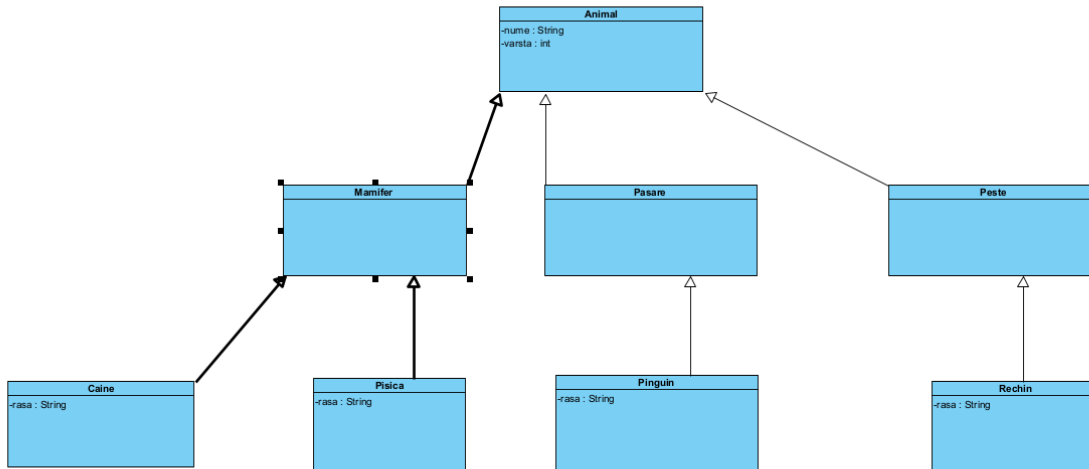 Animal
-nume : String
-varsta : int
Mamifer
Pasare
Peste
Caine
-rasa : String
Pisica
-rasa : String
Pinguin
-rasa : String
Rechin
-rasa : String